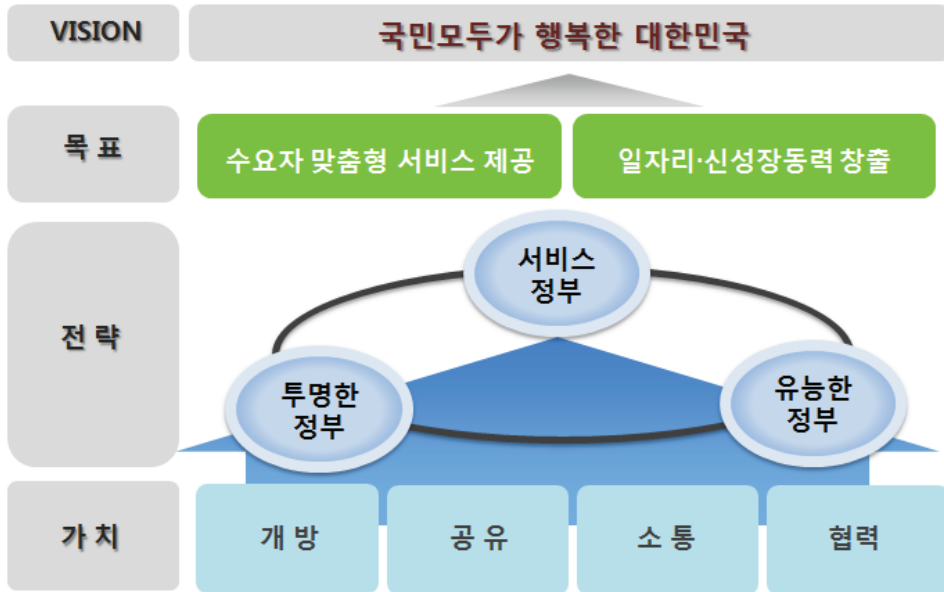 VISION
국민모두가 행복한 대한민국
목 표
수요자 맞춤형 서비스 제공
일자리·신성장동력 창출
전 략
서비스
정부
투명한
정부
유능한
정부
가 치
개 방
공 유
소 통
협력